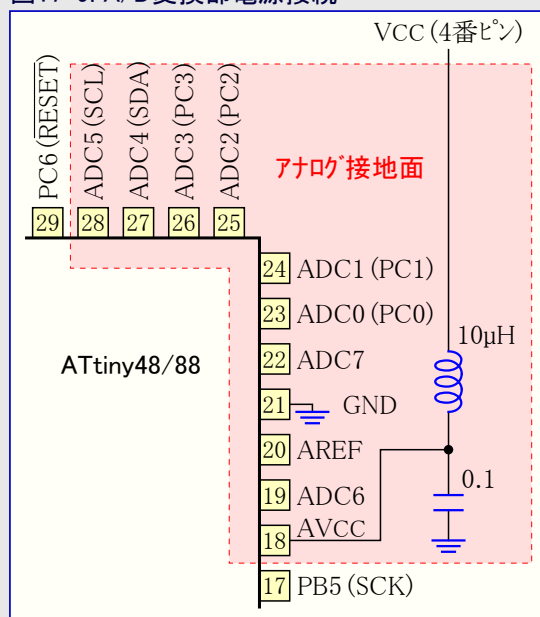 VCC (4番ピン)
PC6 (RESET)
ADC5 (SCL)
ADC4 (SDA)
ADC3 (PC3)
ADC2 (PC2)
アナログ接地面
29 28 27 26 25
24 ADC1 (PC1)
23 ADC0 (PC0)
10μH
ATtiny48/88
22 ADC7
21 GND
20 AREF
0.1
19 ADC6
18 AVCC
17 PB5 (SCK)